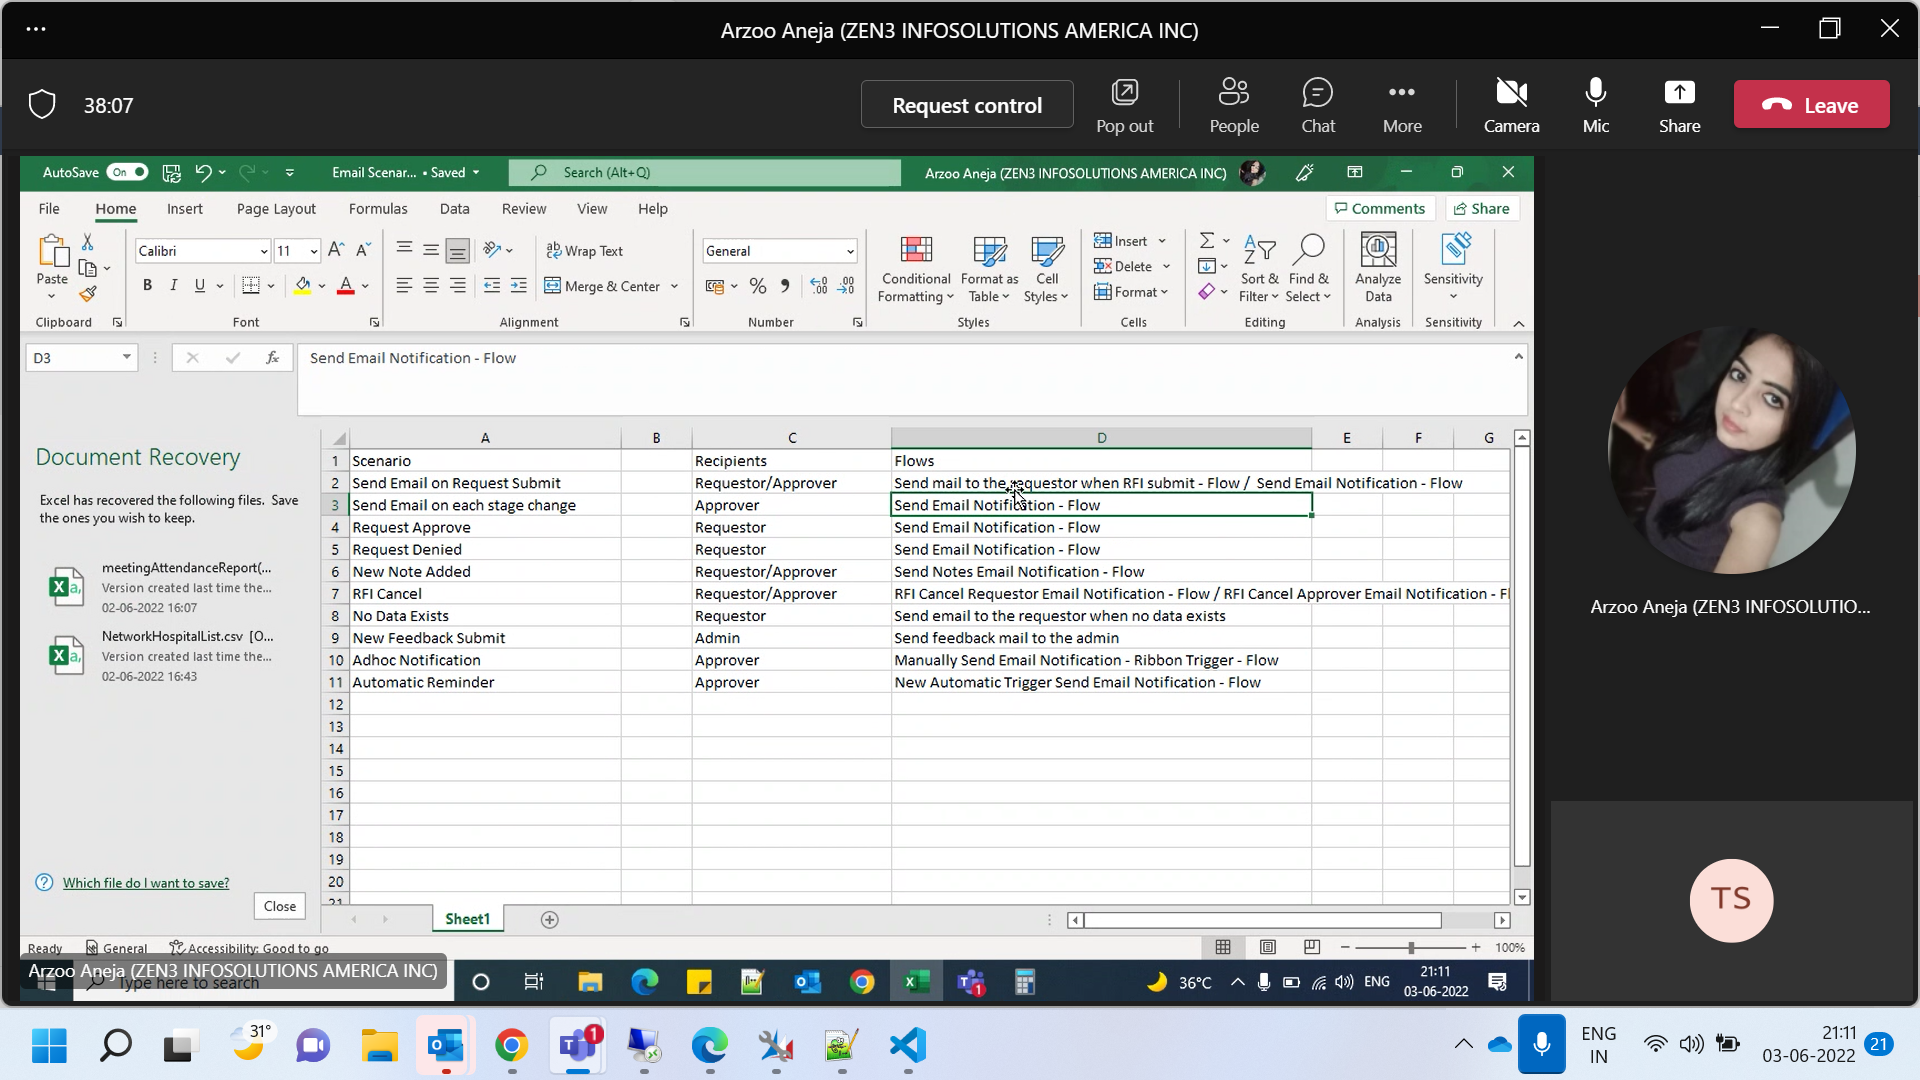 Arzoo Aneja (ZEN3 INFOSOLUTIONS AMERICA INC)
38:07
Request control
Pop out
People
Chat
More
Camera
Mic
Share
Leave
AutoSave On
Email Scenar... • Saved
Search (Alt+Q)
Arzoo Aneja (ZEN3 INFOSOLUTIONS AMERICA INC)
File Home Insert Page Layout Formulas Data Review View Help
Comments Share
Paste
Calibri 11
B I U
Wrap Text
Merge & Center
General
Conditional Formatting
Format as Table
Cell Styles
Insert
Delete
Format
Sort & Filter
Find & Select
Analyze Data
Sensitivity
Clipboard Font Alignment Number Styles Cells Editing Analysis Sensitivity
D3
fx
Send Email Notification - Flow
Document Recovery
Excel has recovered the following files. Save
the ones you wish to keep.
meetingAttendanceReport(...
Version created last time the...
02-06-2022 16:07
NetworkHospitalList.csv [O...
Version created last time the...
02-06-2022 16:43
Which file do I want to save?
Close
A B C D E F G
1 Scenario Recipients Flows
2 Send Email on Request Submit Requestor/Approver Send mail to the requestor when RFI submit - Flow / Send Email Notification - Flow
3 Send Email on each stage change Approver Send Email Notification - Flow
4 Request Approve Requestor Send Email Notification - Flow
5 Request Denied Requestor Send Email Notification - Flow
6 New Note Added Requestor/Approver Send Notes Email Notification - Flow
7 RFI Cancel Requestor/Approver RFI Cancel Requestor Email Notification - Flow / RFI Cancel Approver Email Notification - Fl
8 No Data Exists Requestor Send email to the requestor when no data exists
9 New Feedback Submit Admin Send feedback mail to the admin
10 Adhoc Notification Approver Manually Send Email Notification - Ribbon Trigger - Flow
11 Automatic Reminder Approver New Automatic Trigger Send Email Notification - Flow
12
13
14
15
16
17
18
19
20
21
Sheet1
Ready General Accessibility: Good to go
100%
Arzoo Aneja (ZEN3 INFOSOLUTIONS AMERICA INC)
Type here to search
1
36°C
ENG
21:11
03-06-2022
Arzoo Aneja (ZEN3 INFOSOLUTIO...
TS
31°
1
ENG
IN
21:11
03-06-2022
21